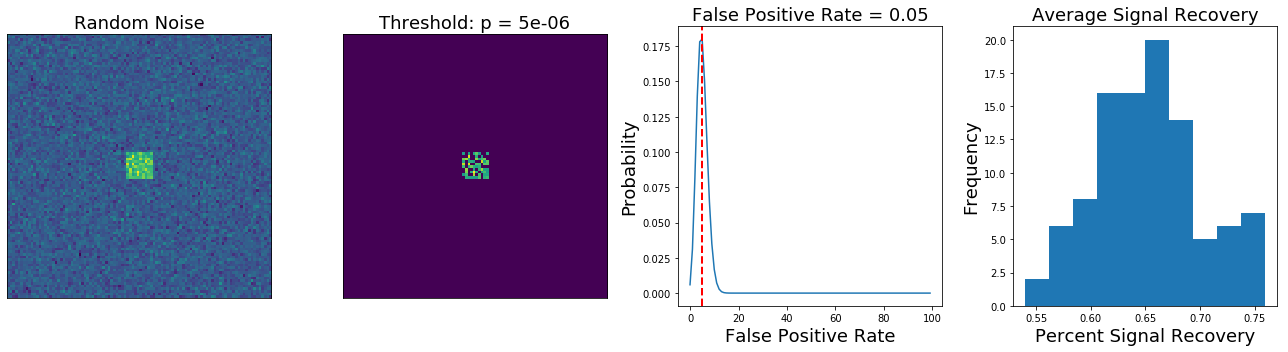 Random Noise
Threshold: p = 5e-06
False Positive Rate = 0.05
Probability
0.175
0.150
0.125
0.100
0.075
0.050
0.025
0.000
0 20 40 60 80 100
False Positive Rate
Average Signal Recovery
Frequency
20.0
17.5
15.0
12.5
10.0
7.5
5.0
2.5
0.0
0.55 0.60 0.65 0.70 0.75
Percent Signal Recovery